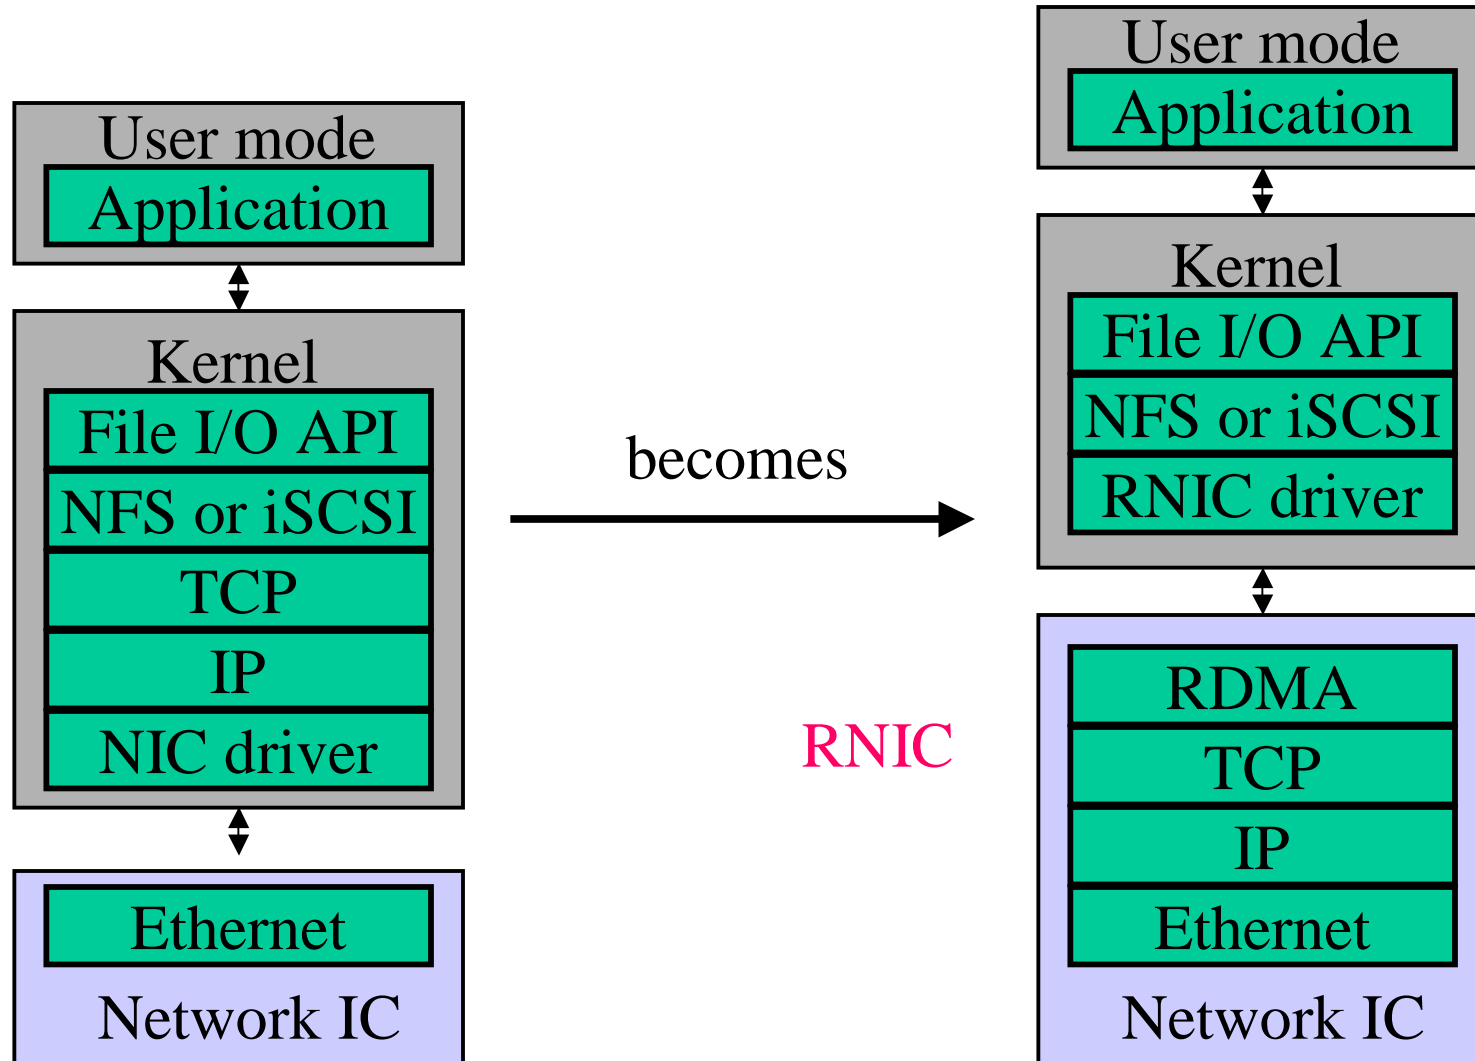 User mode
Application
Kernel
File I/O API
NFS or iSCSI
TCP
IP
NIC driver
Ethernet
Network IC
becomes
RNIC
User mode
Application
Kernel
File I/O API
NFS or iSCSI
RNIC driver
RDMA
TCP
IP
Ethernet
Network IC